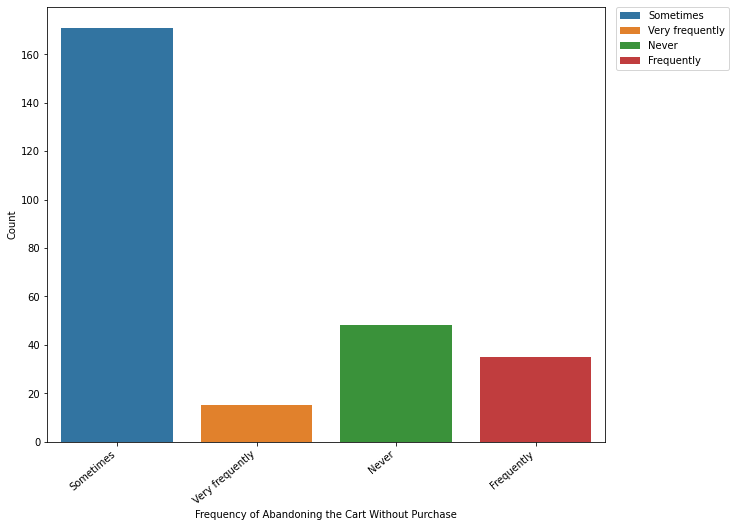 Sometimes
Very frequently
Never
Frequently
160
140
120
100
80
60
40
20
0
Count
Sometimes
Very frequently
Never
Frequently
Frequency of Abandoning the Cart Without Purchase